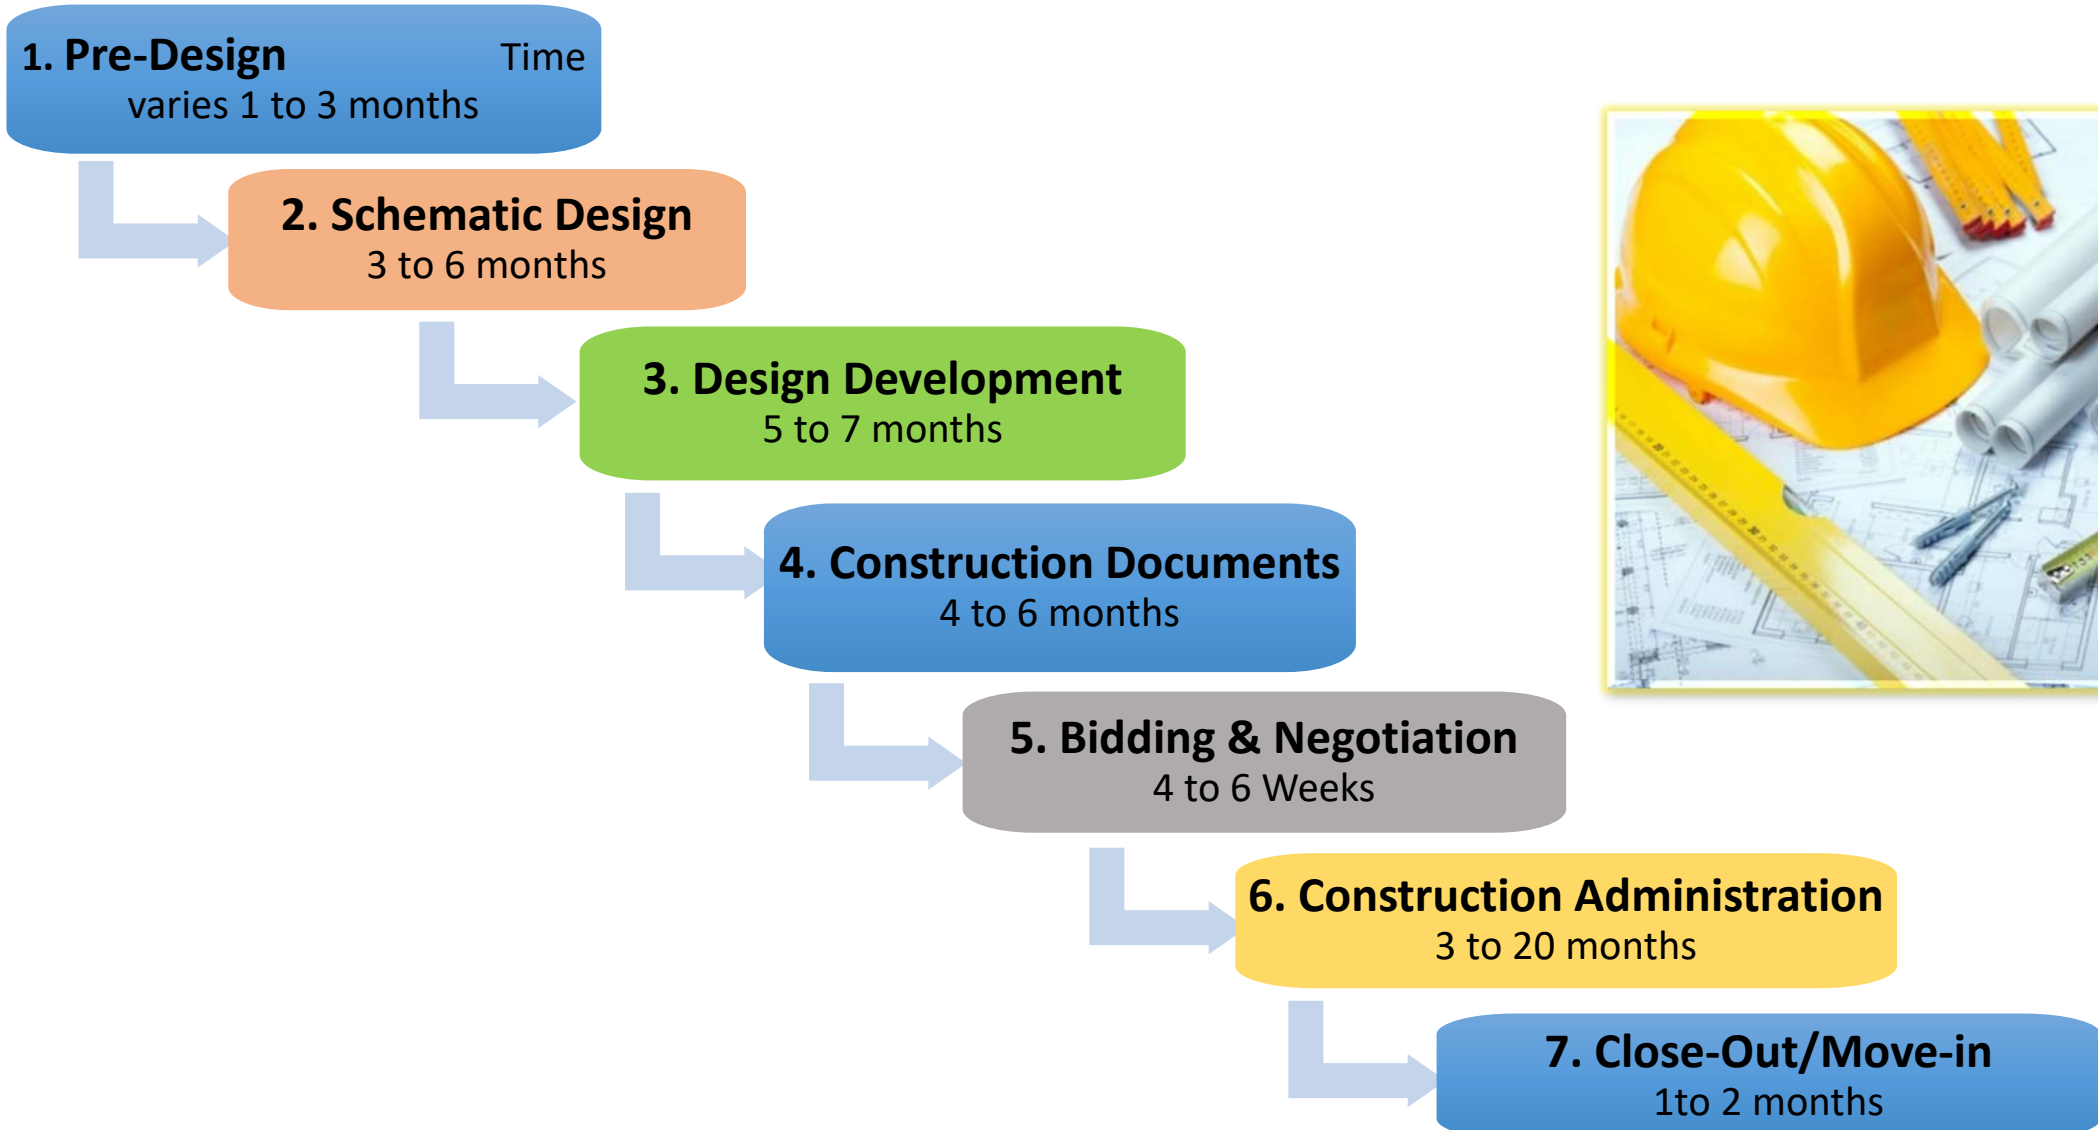 1. Pre-Design Time
varies 1 to 3 months
2. Schematic Design
3 to 6 months
3. Design Development
5 to 7 months
4. Construction Documents
4 to 6 months
5. Bidding & Negotiation
4 to 6 Weeks
6. Construction Administration
3 to 20 months
7. Close-Out/Move-in
1to 2 months